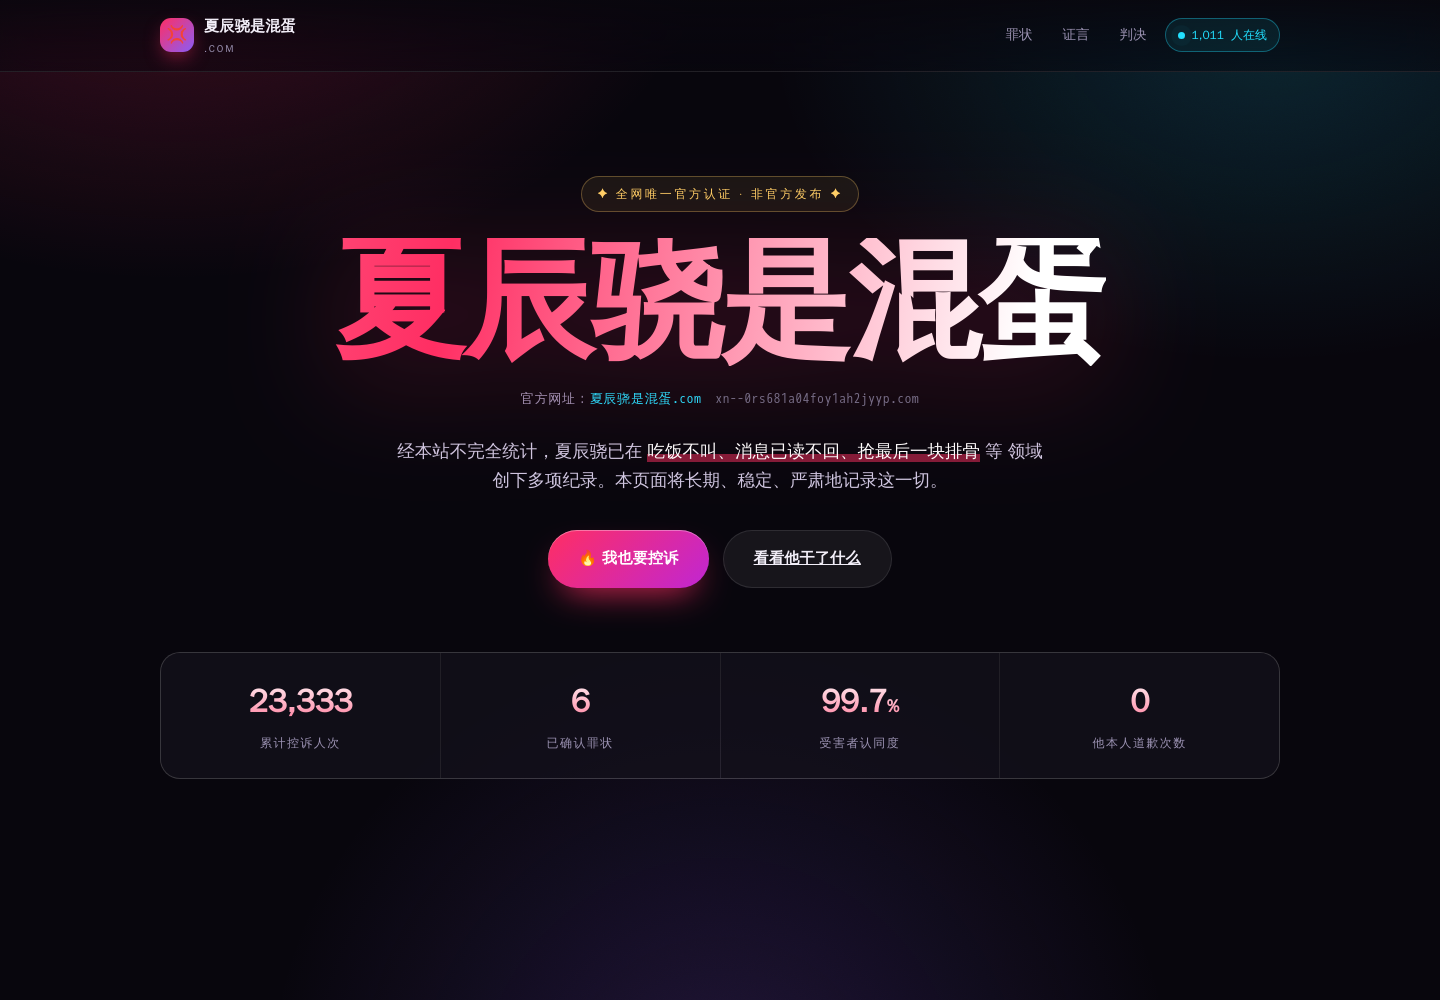 夏辰骁是混蛋
.COM
罪状
证言
判决
1,011 人在线
✦ 全网唯一官方认证 · 非官方发布 ✦
夏辰骁是混蛋
官方网址：夏辰骁是混蛋.com xn--0rs681a04foy1ah2jyyp.com
经本站不完全统计，夏辰骁已在 吃饭不叫、消息已读不回、抢最后一块排骨 等 领域
创下多项纪录。本页面将长期、稳定、严肃地记录这一切。
🔥 我也要控诉
看看他干了什么
23,333
累计控诉人次
6
已确认罪状
99.7%
受害者认同度
0
他本人道歉次数